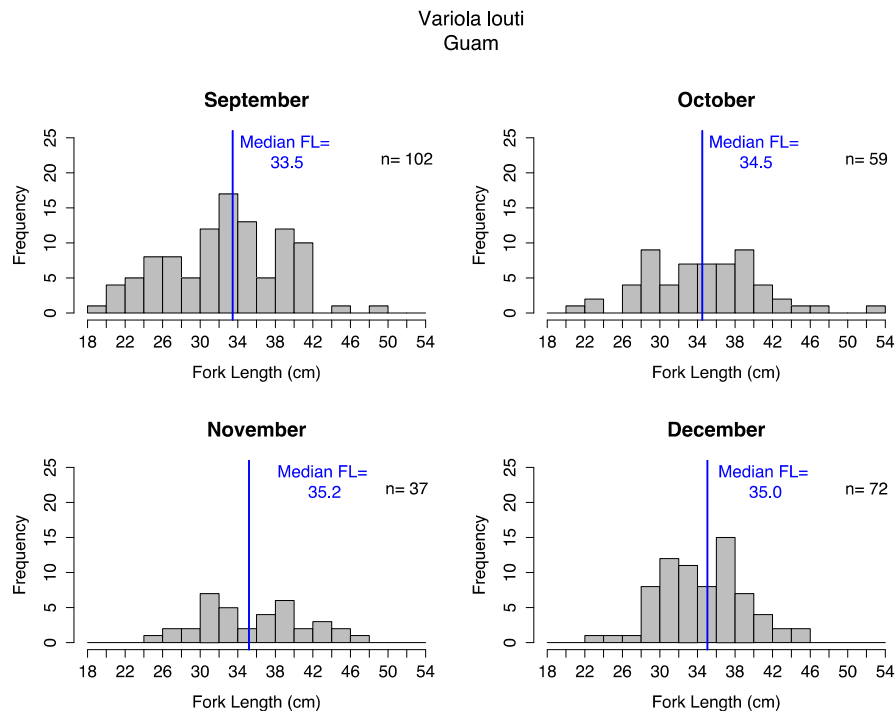 Variola louti
Guam
September
Median FL=
33.5
n= 102
Frequency
0 5 10 15 20 25
18 22 26 30 34 38 42 46 54
Fork Length (cm)
October
Median FL=
34.5
n= 59
Frequency
0 5 10 15 20 25
18 22 26 30 34 38 42 46 54
Fork Length (cm)
November
Median FL=
35.2
n= 37
Frequency
0 5 10 15 20 25
18 22 26 30 34 38 42 46 54
Fork Length (cm)
December
Median FL=
35.0
n= 72
Frequency
0 5 10 15 20 25
18 22 26 30 34 38 42 46 54
Fork Length (cm)